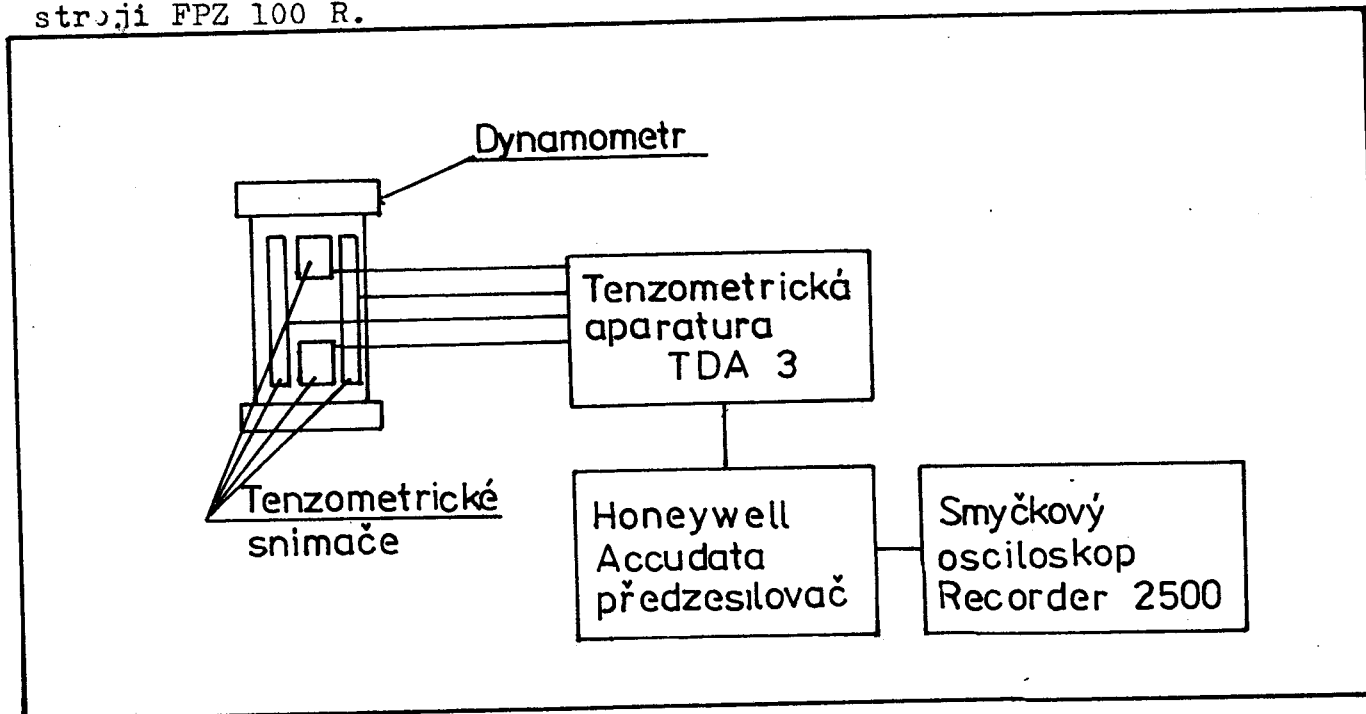 stroji FPZ 100 R.
Dynamometr
Tenzometrická
aparatura
TDA 3
Tenzometrické
snimače
Honeywell
Accudata
předzesilovač
Smyčkový
osciloskop
Recorder 2500